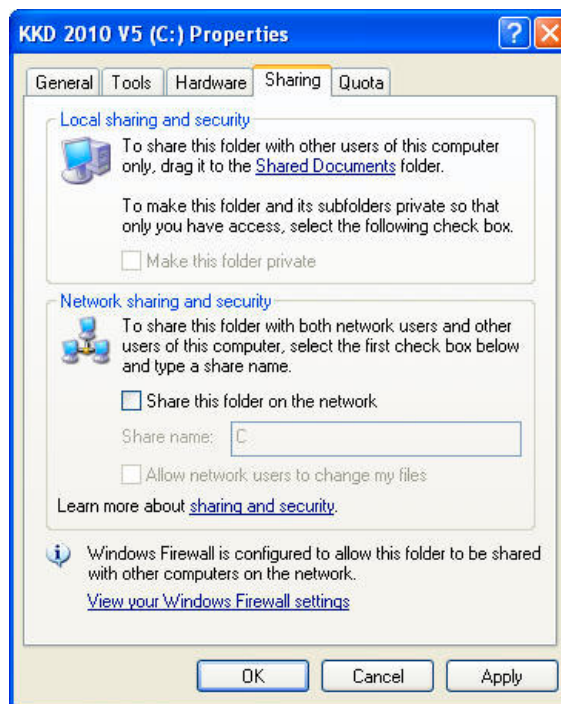 KKD 2010 V5 (C:) Properties
General Tools Hardware Sharing Quota
Local sharing and security
To share this folder with other users of this computer
only, drag it to the Shared Documents folder.
To make this folder and its subfolders private so that
only you have access, select the following check box.
Make this folder private
Network sharing and security
To share this folder with both network users and other
users of this computer, select the first check box below
and type a share name.
Share this folder on the network
Share name: C
Allow network users to change my files
Learn more about sharing and security.
Windows Firewall is configured to allow this folder to be shared
with other computers on the network.
View your Windows Firewall settings
OK Cancel Apply